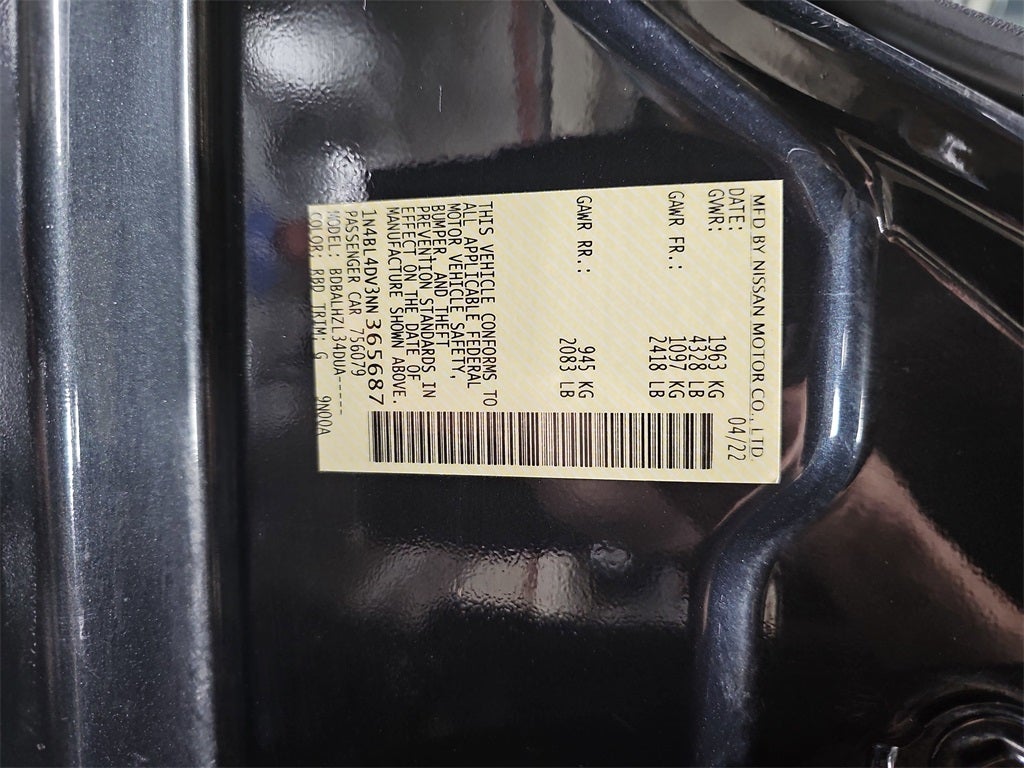 MFD BY NISSAN MOTOR CO., LTD.
DATE: 04/22
GVWR: 1963 KG
4328 LB
GAWR FR.: 1097 KG
2418 LB
GAWR RR.: 945 KG
2083 LB
THIS VEHICLE CONFORMS TO
ALL APPLICABLE FEDERAL
MOTOR VEHICLE SAFETY,
BUMPER, AND THEFT
PREVENTION STANDARDS IN
EFFECT ON THE DATE OF
MANUFACTURE SHOWN ABOVE.
1N4BL4DV3NN365687
PASSENGER CAR 756079
MODEL: BDBALHZL34DUA-----
COLOR: RBD TRIM: G 9N00A